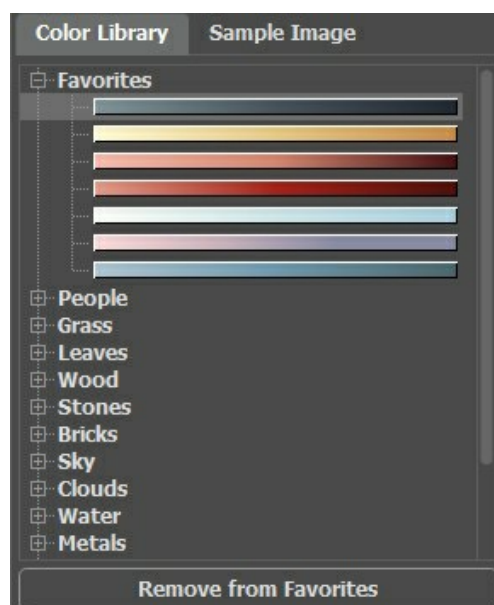 Color Library Sample Image
Favorites
People
Grass
Leaves
Wood
Stones
Bricks
Sky
Clouds
Water
Metals
Remove from Favorites